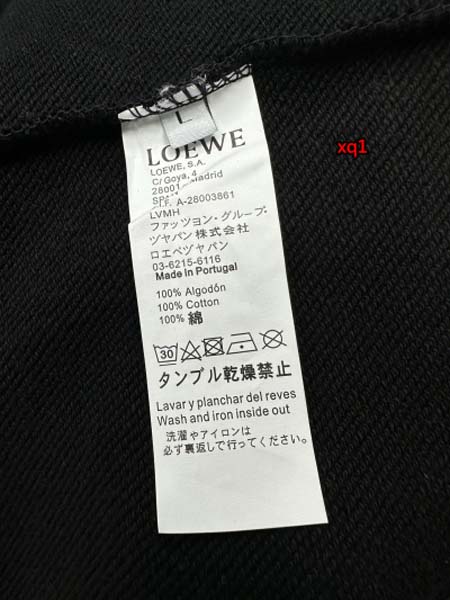 L
LOEWE
LOEWE, S.A.
C/ Goya, 4
28001 Madrid
A-28003861
LVMH
ファッツョン・グループ・
ヅャパン株式会社
ロエベヅャパン
03-6215-6116
Made in Portugal
100% Algodón
100% Cotton
100% 綿
30
タンブル乾燥禁止
Lavar y planchar del reves
Wash and iron inside out
洗濯やアイロンは
必ず裏返しで行ってください。
xq1